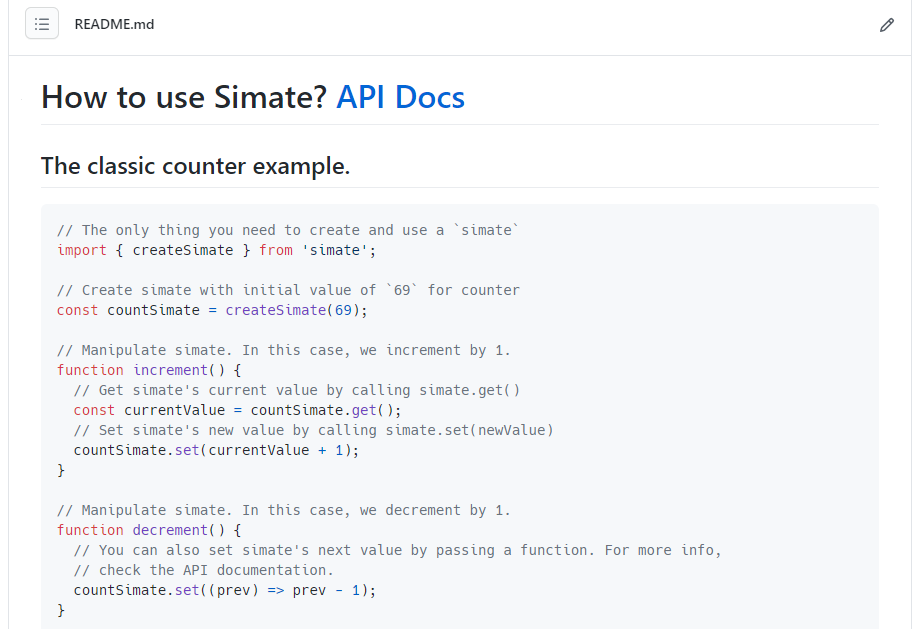 README.md
How to use Simate? API Docs
The classic counter example.
// The only thing you need to create and use a `simate`
import { createSimate } from 'simate';
// Create simate with initial value of `69` for counter
const countSimate = createSimate(69);
// Manipulate simate. In this case, we increment by 1.
function increment() {
// Get simate's current value by calling simate.get()
const currentValue = countSimate.get();
// Set simate's new value by calling simate.set(newValue)
countSimate.set(currentValue + 1);
}
// Manipulate simate. In this case, we decrement by 1.
function decrement() {
// You can also set simate's next value by passing a function. For more info,
// check the API documentation.
countSimate.set((prev) => prev - 1);
}